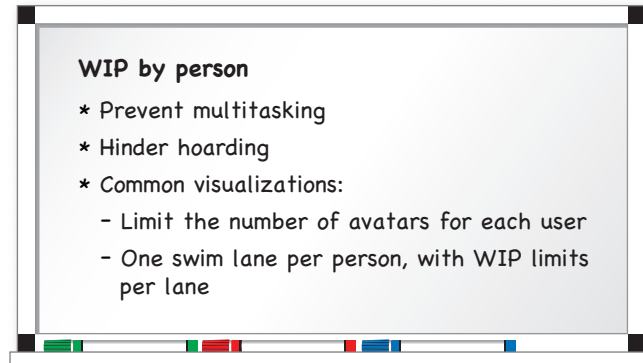 WIP by person
* Prevent multitasking
* Hinder hoarding
* Common visualizations:
– Limit the number of avatars for each user
– One swim lane per person, with WIP limits
per lane